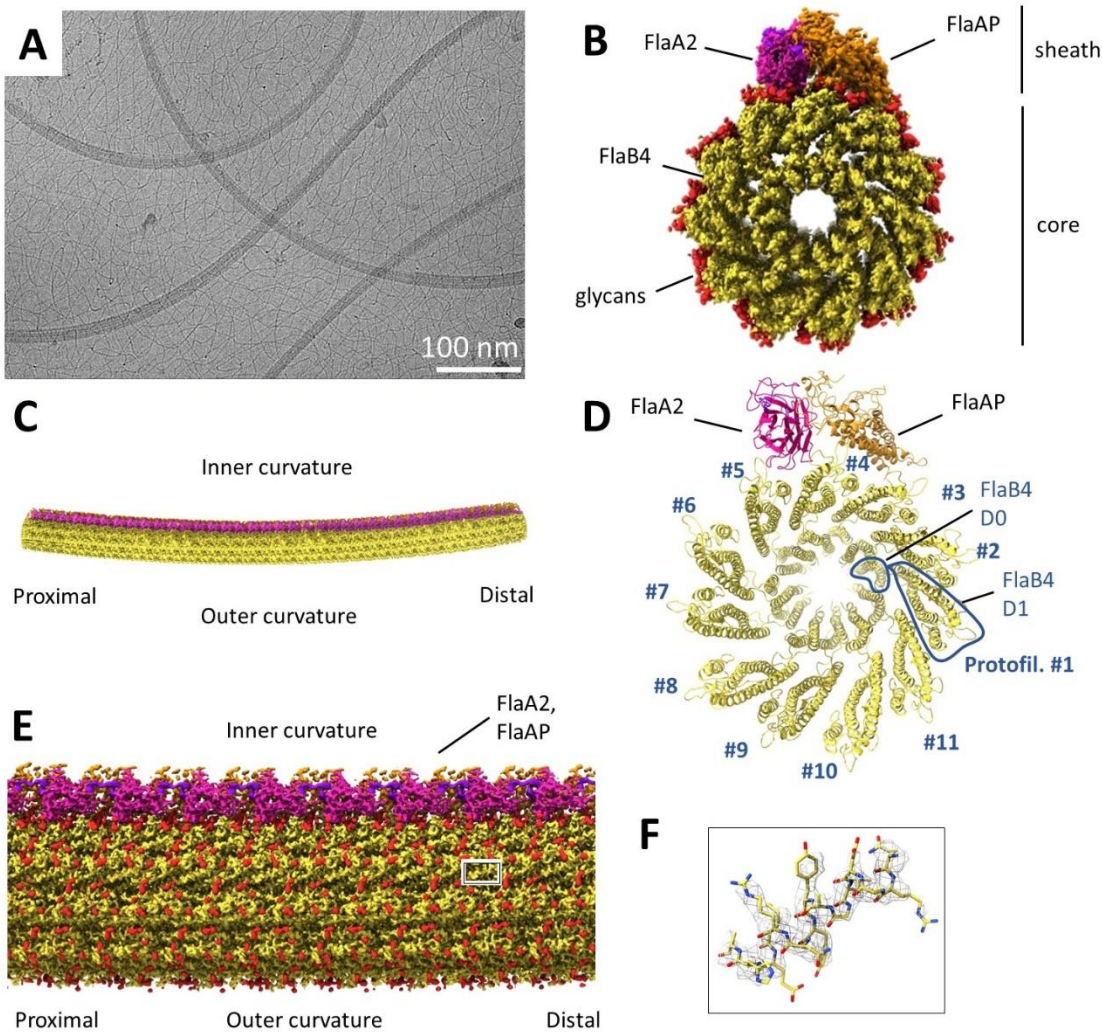 A
100 nm
B
FlaA2
FlaAP
sheath
FlaB4
glycans
core
C
Inner curvature
Proximal
Distal
Outer curvature
D
FlaA2
FlaAP
#5
#4
#6
#3
FlaB4
D0
#2
#7
FlaB4
D1
Protofil. #1
#8
#9
#10
#11
E
FlaA2,
FlaAP
Inner curvature
Proximal
Outer curvature
Distal
F